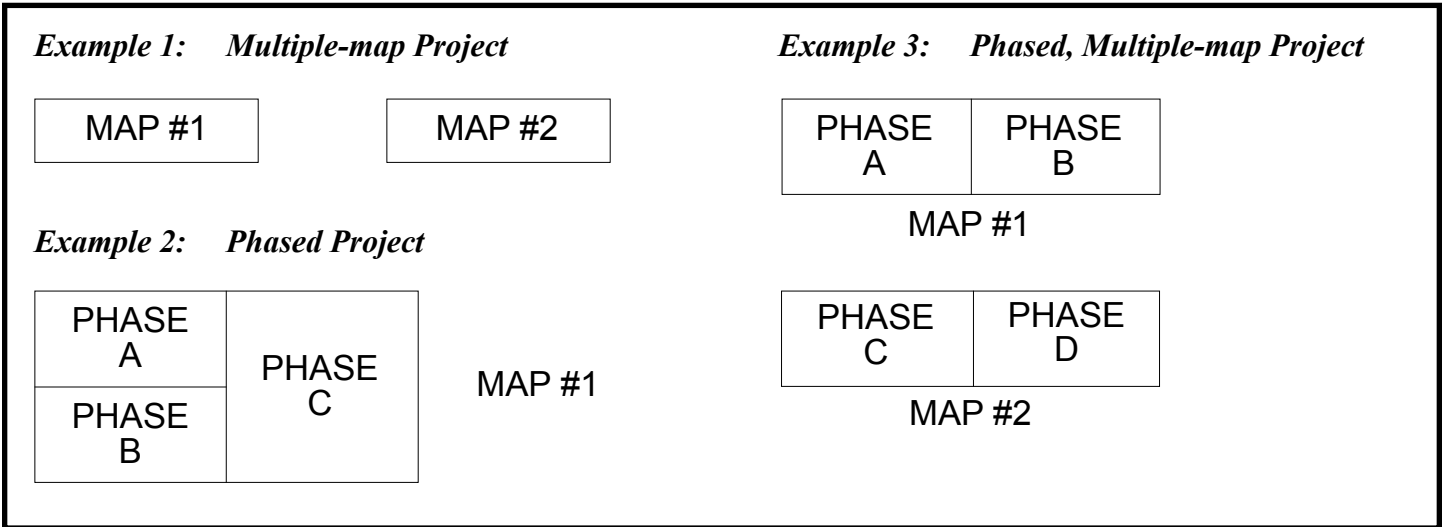 Example 1: Multiple-map Project
MAP #1
MAP #2
Example 2: Phased Project
PHASE
A
PHASE
B
PHASE
C
MAP #1
Example 3: Phased, Multiple-map Project
PHASE
A
PHASE
B
MAP #1
PHASE
C
PHASE
D
MAP #2